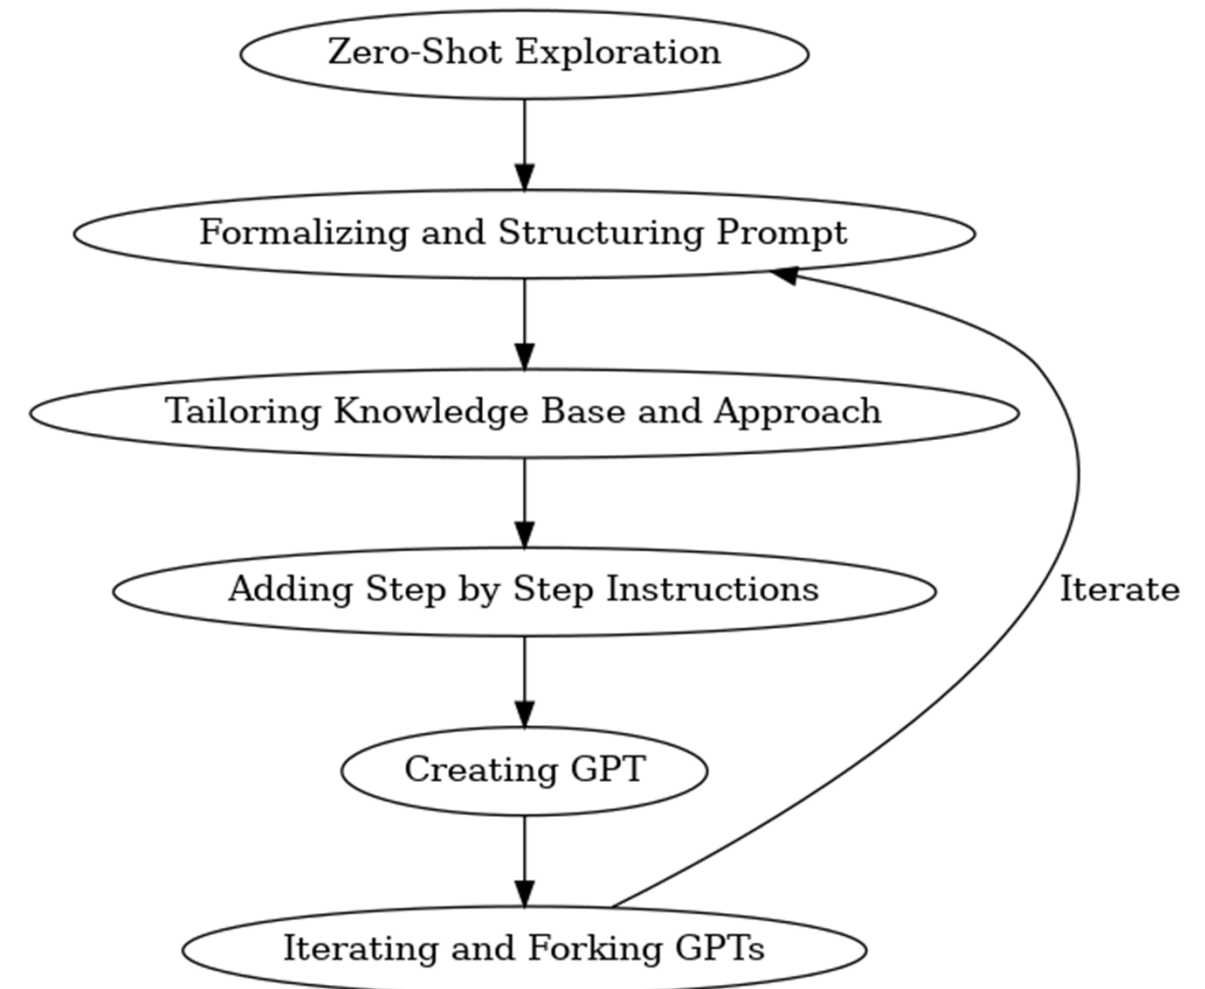 Zero-Shot Exploration
Formalizing and Structuring Prompt
Tailoring Knowledge Base and Approach
Adding Step by Step Instructions
Iterate
Creating GPT
Iterating and Forking GPTs